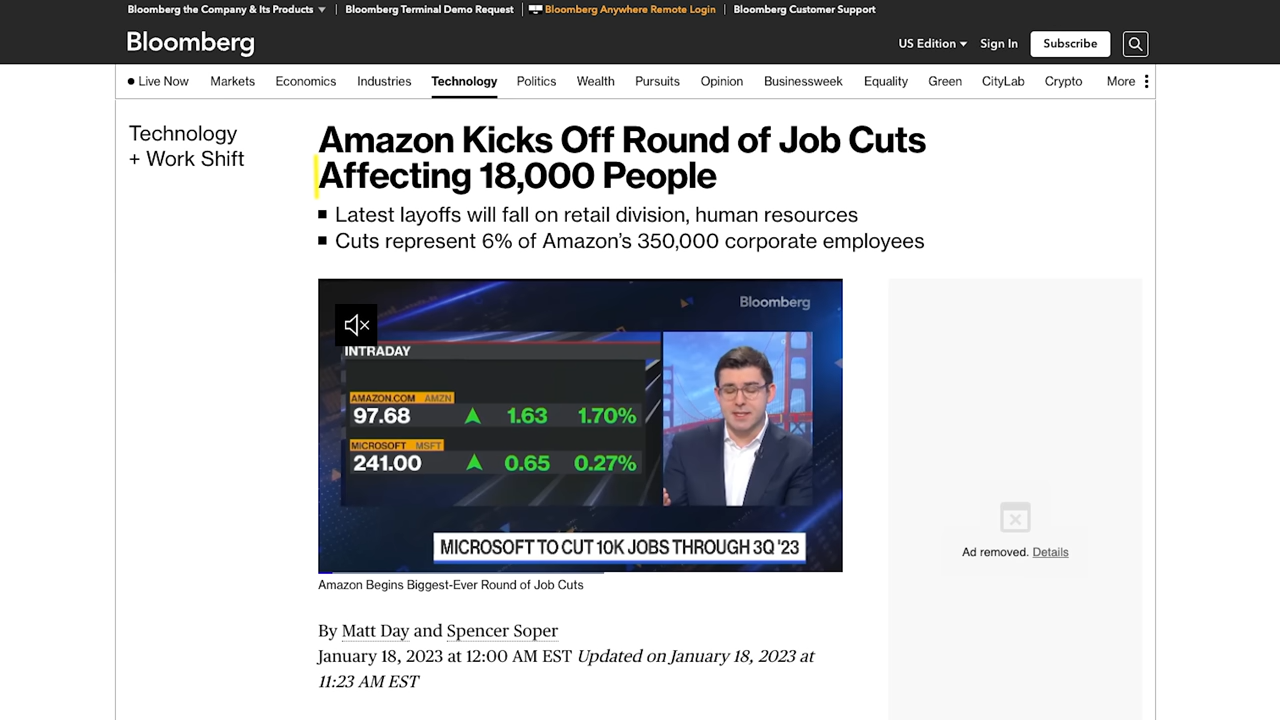 Bloomberg the Company & Its Products
Bloomberg Terminal Demo Request
Bloomberg Anywhere Remote Login
Bloomberg Customer Support
Bloomberg
US Edition
Sign In
Subscribe
Live Now
Markets
Economics
Industries
Technology
Politics
Wealth
Pursuits
Opinion
Businessweek
Equality
Green
CityLab
Crypto
More
Technology
+ Work Shift
Amazon Kicks Off Round of Job Cuts
Affecting 18,000 People
Latest layoffs will fall on retail division, human resources
Cuts represent 6% of Amazon's 350,000 corporate employees
Bloomberg
INTRADAY
AMAZON.COM AMZN
97.68 1.63 1.70%
MICROSOFT MSFT
241.00 0.65 0.27%
MICROSOFT TO CUT 10K JOBS THROUGH 3Q '23
Amazon Begins Biggest-Ever Round of Job Cuts
Ad removed. Details
By Matt Day and Spencer Soper
January 18, 2023 at 12:00 AM EST Updated on January 18, 2023 at
11:23 AM EST